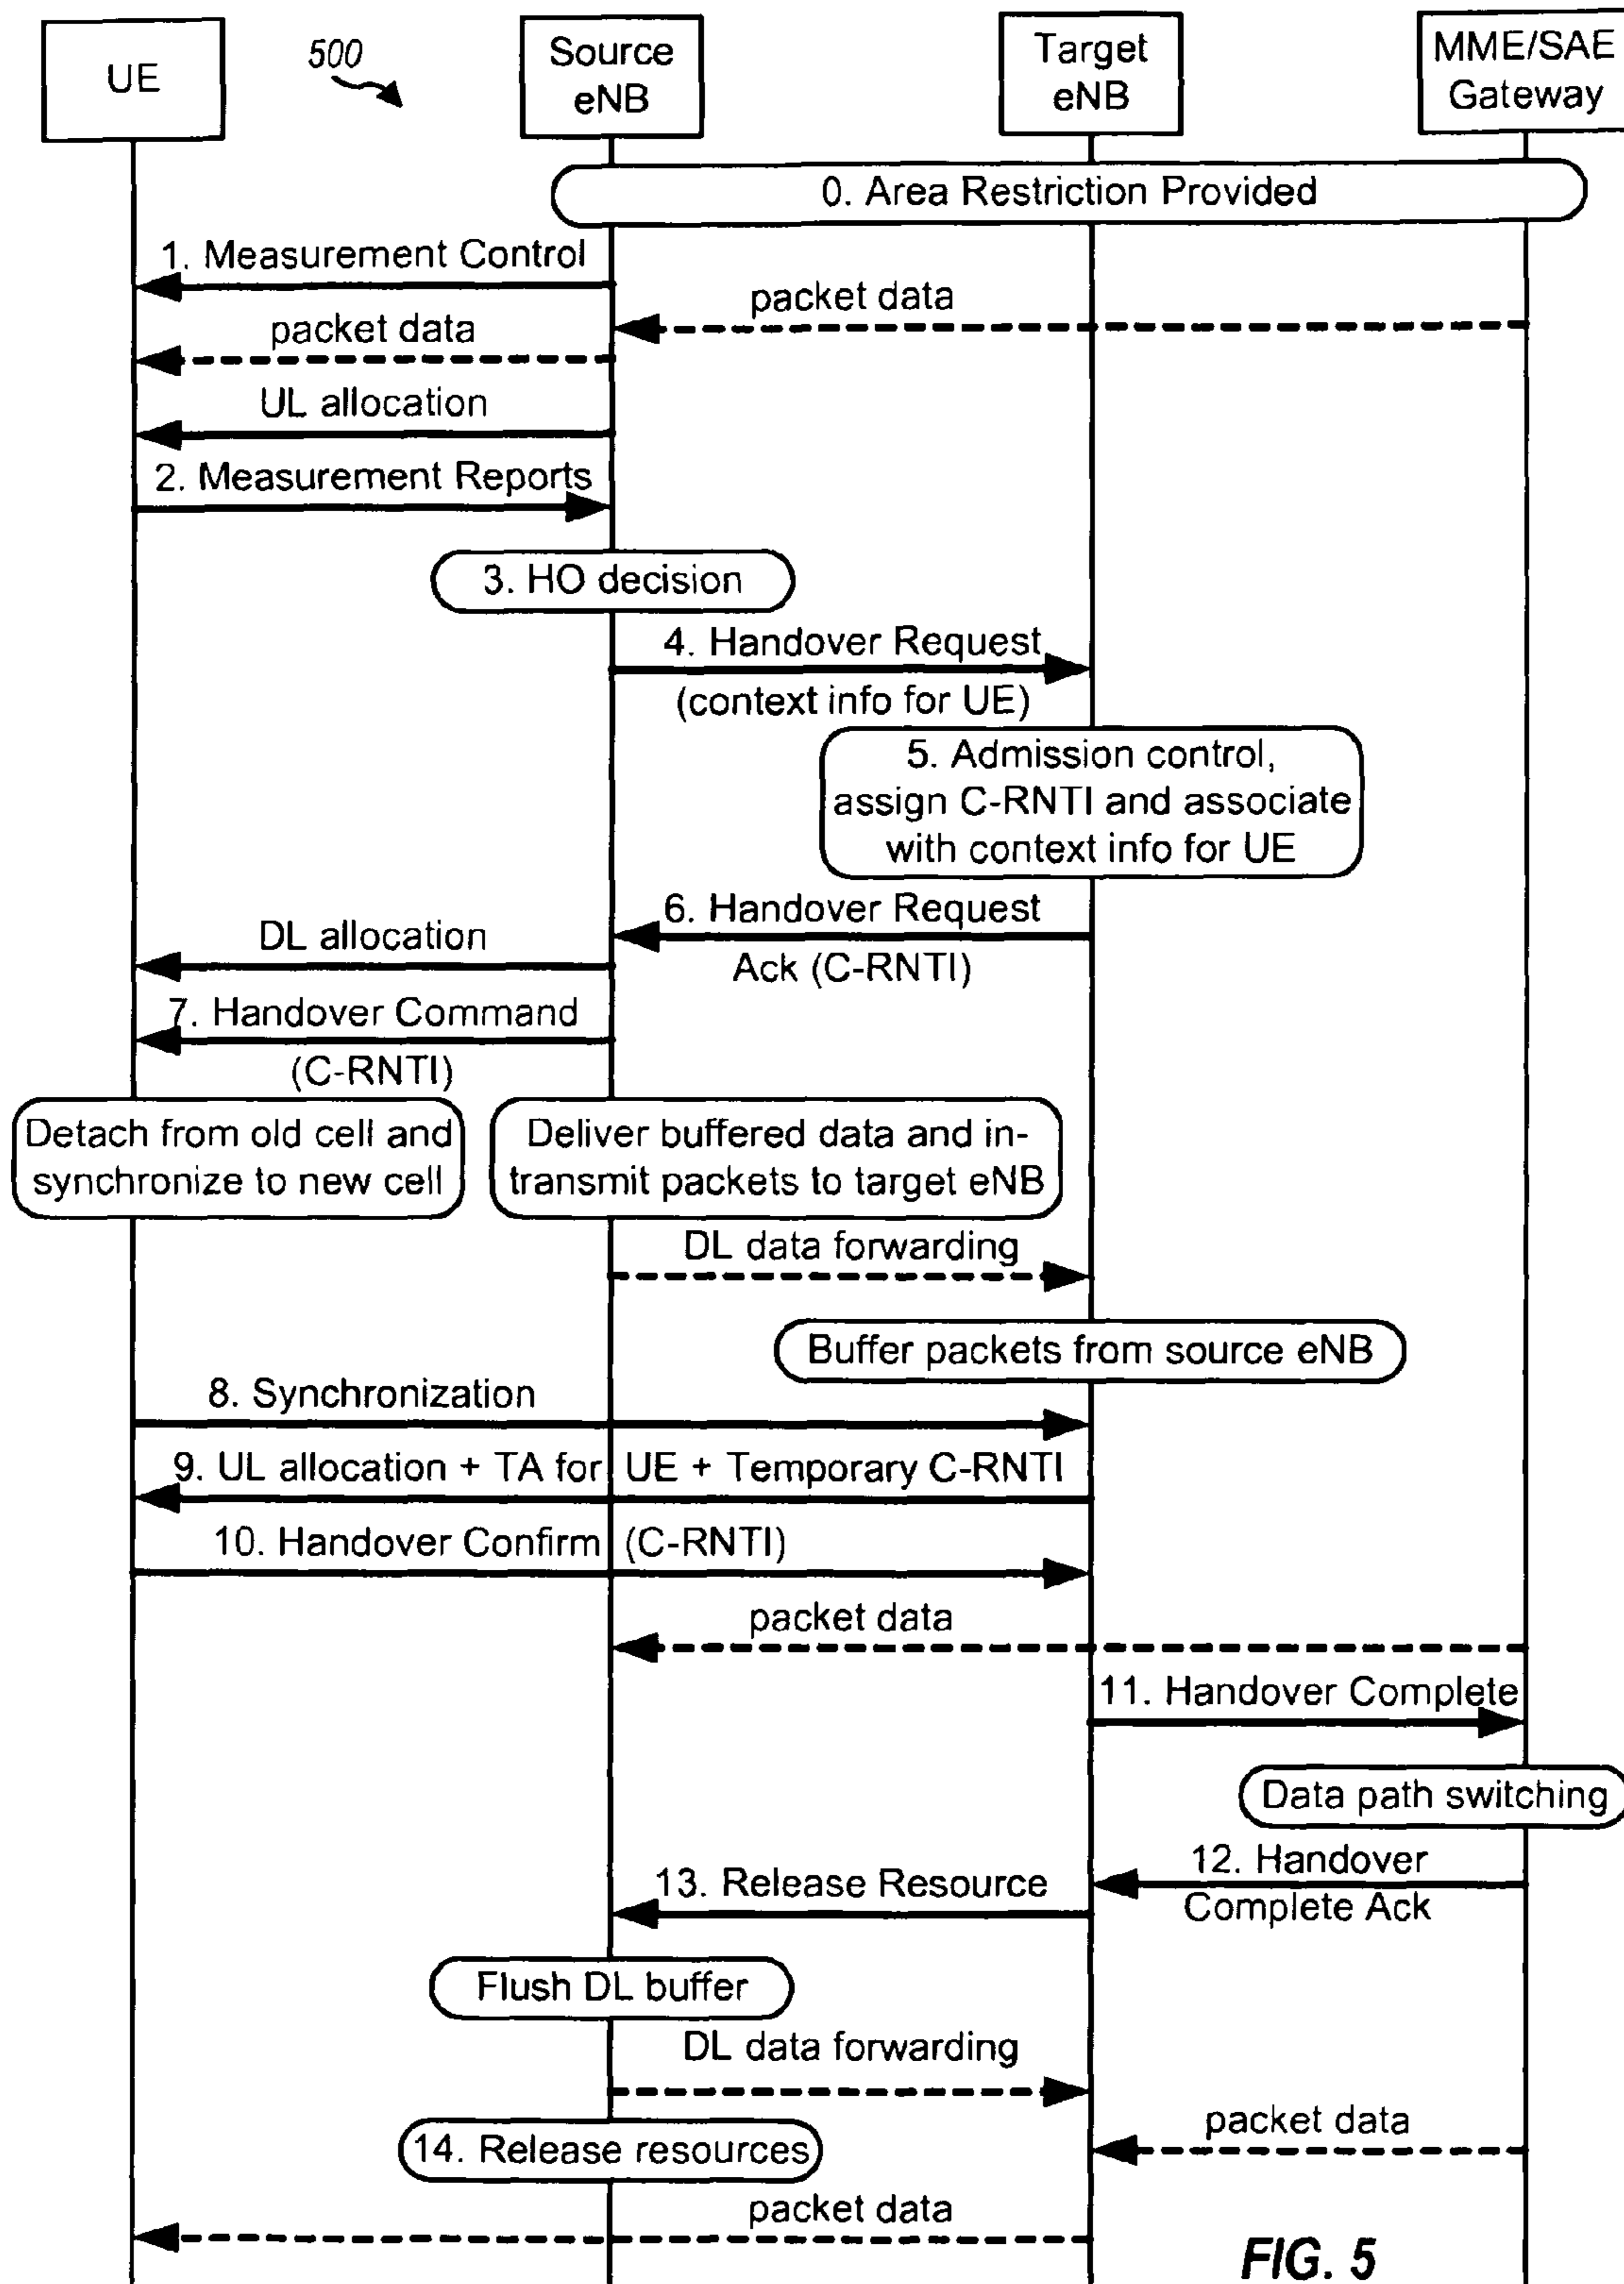 UE
500
Source
eNB
Target
eNB
MME/SAE
Gateway
0. Area Restriction Provided
1. Measurement Control
packet data
packet data
UL allocation
2. Measurement Reports
3. HO decision
4. Handover Request
(context info for UE)
5. Admission control,
assign C-RNTI and associate
with context info for UE
6. Handover Request
Ack (C-RNTI)
DL allocation
7. Handover Command
(C-RNTI)
Detach from old cell and
synchronize to new cell
Deliver buffered data and in-
transmit packets to target eNB
DL data forwarding
Buffer packets from source eNB
8. Synchronization
9. UL allocation + TA for UE + Temporary C-RNTI
10. Handover Confirm (C-RNTI)
packet data
11. Handover Complete
Data path switching
12. Handover
Complete Ack
13. Release Resource
Flush DL buffer
DL data forwarding
packet data
14. Release resources
packet data
FIG. 5